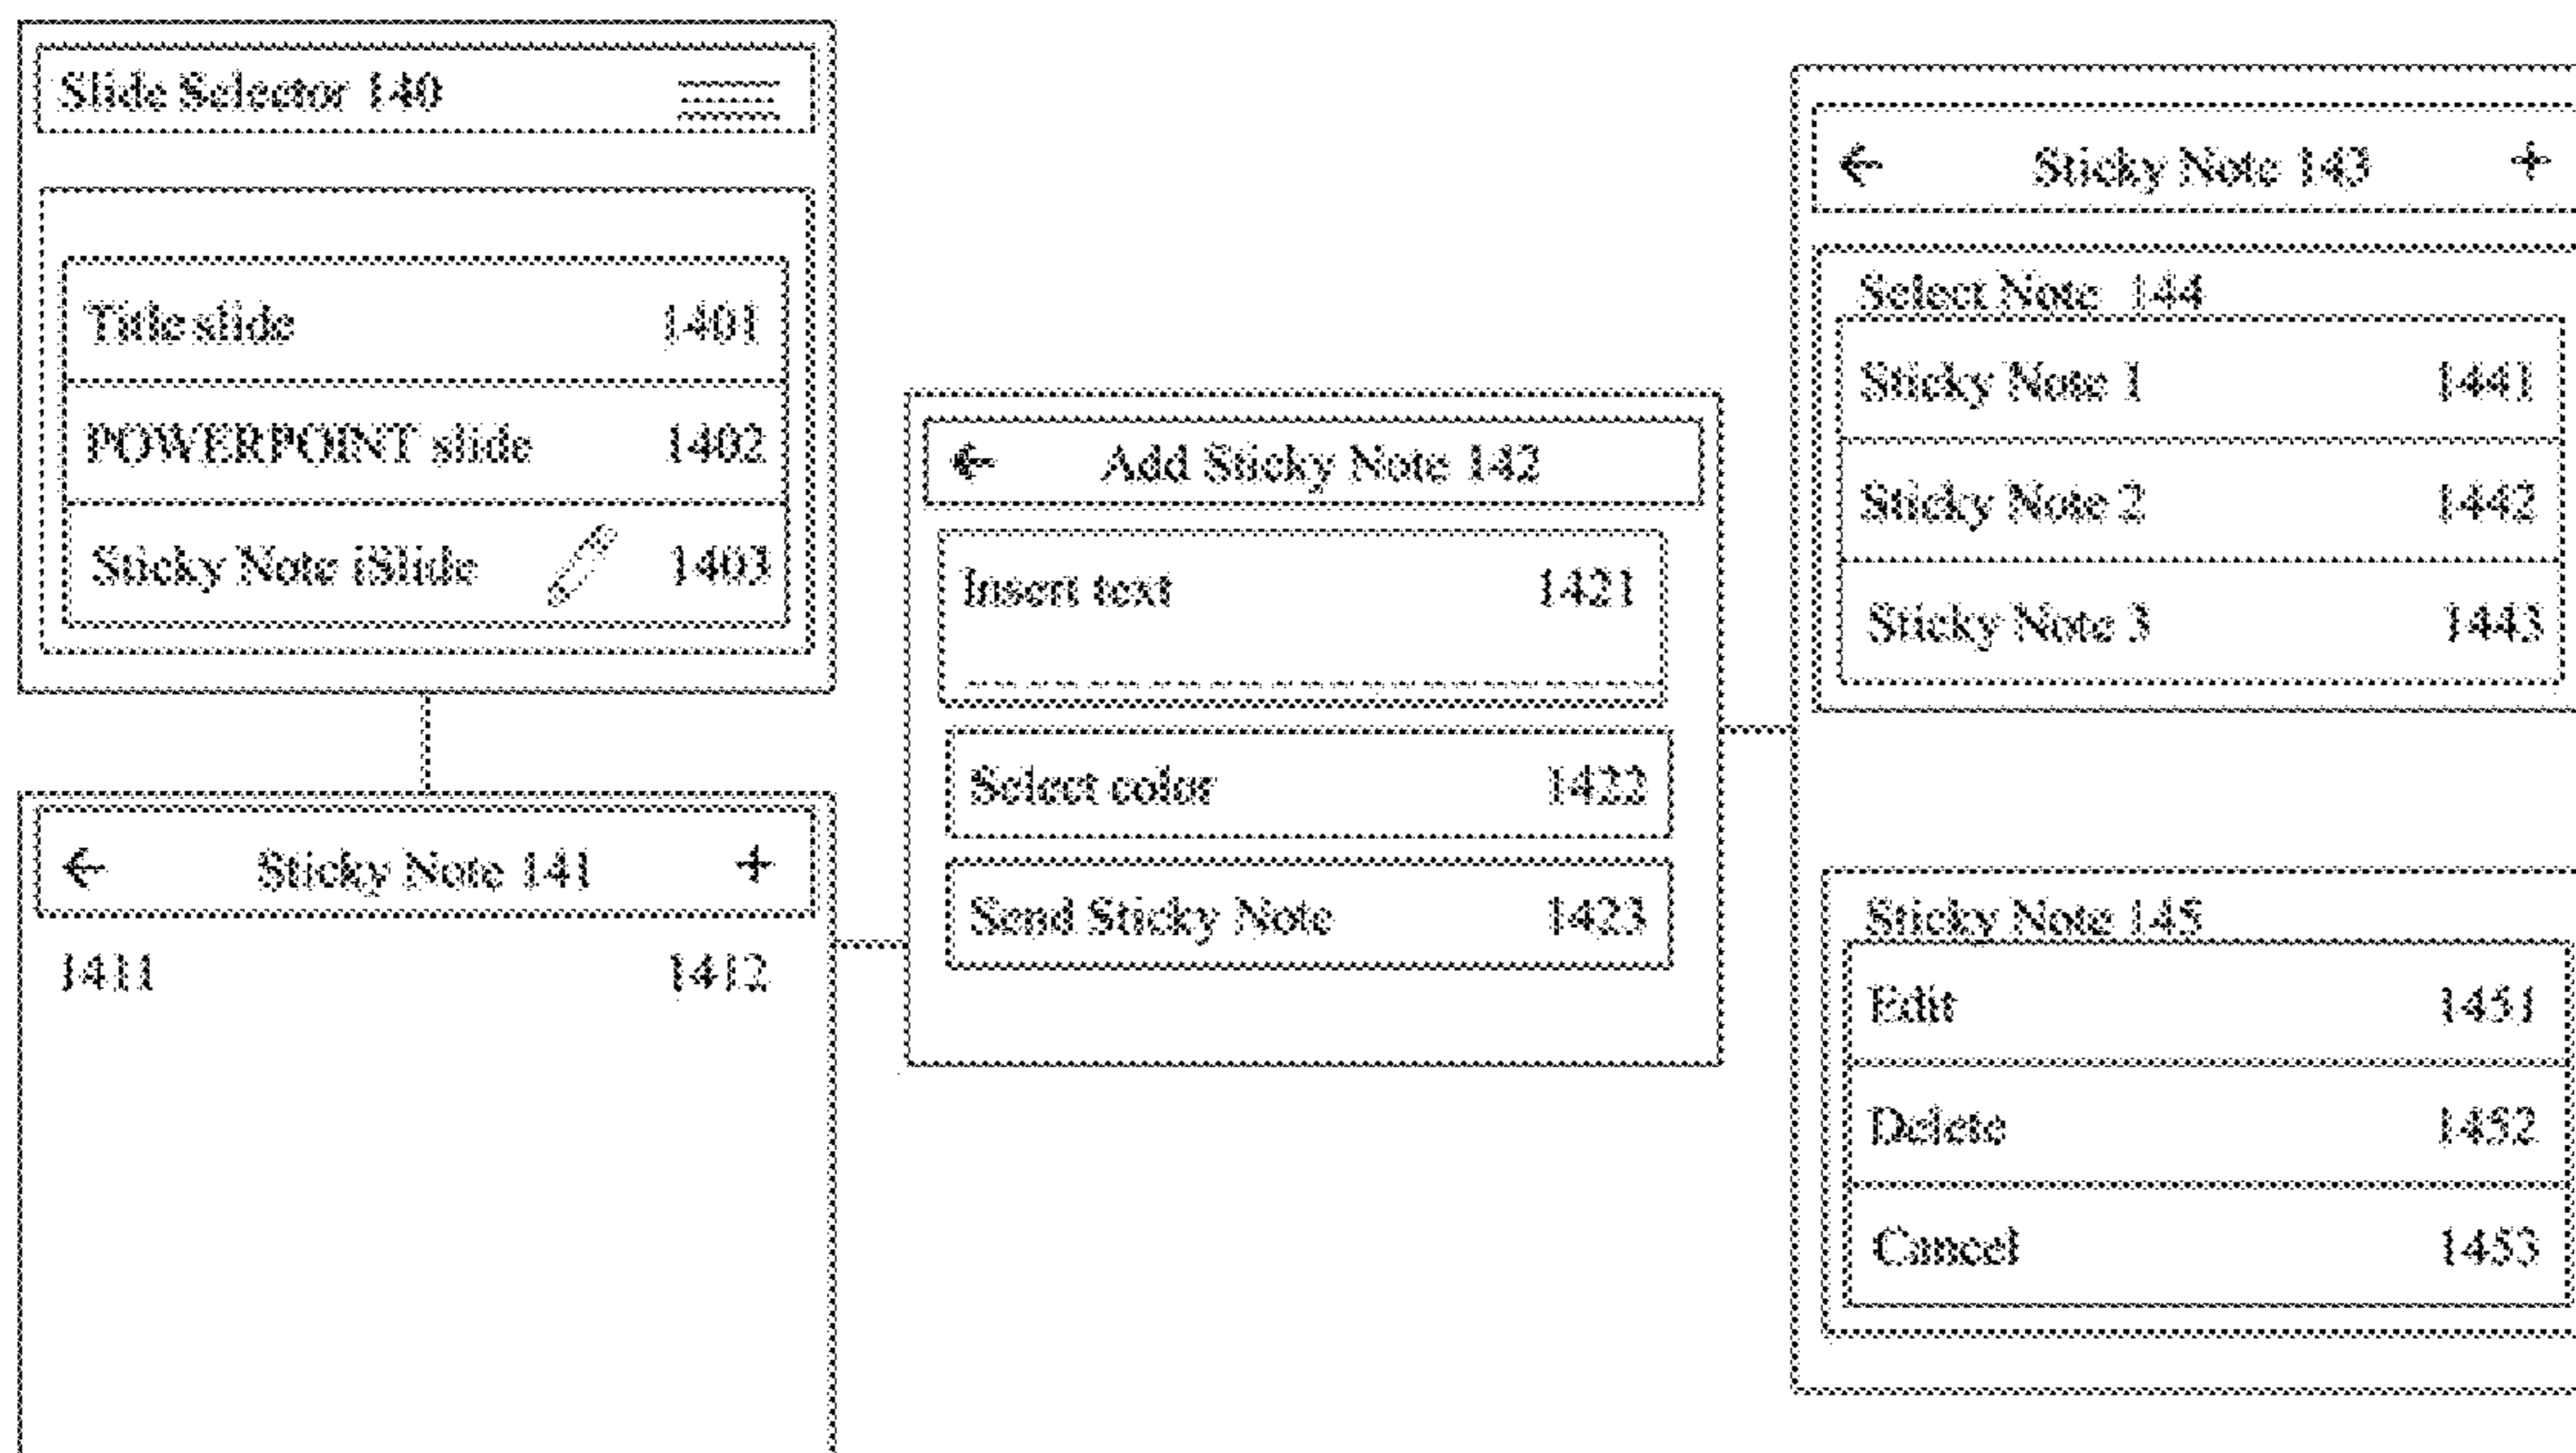 Slide Selector 140
Title slide 1401
POWERPOINT slide 1402
Sticky Note iSlide 1403
← Sticky Note 141 +
1411 1412
← Add Sticky Note 142
Insert text 1421
Select color 1422
Send Sticky Note 1423
← Sticky Note 143 +
Select Note 144
Sticky Note 1 1441
Sticky Note 2 1442
Sticky Note 3 1443
Sticky Note 145
Edit 1451
Delete 1452
Cancel 1453